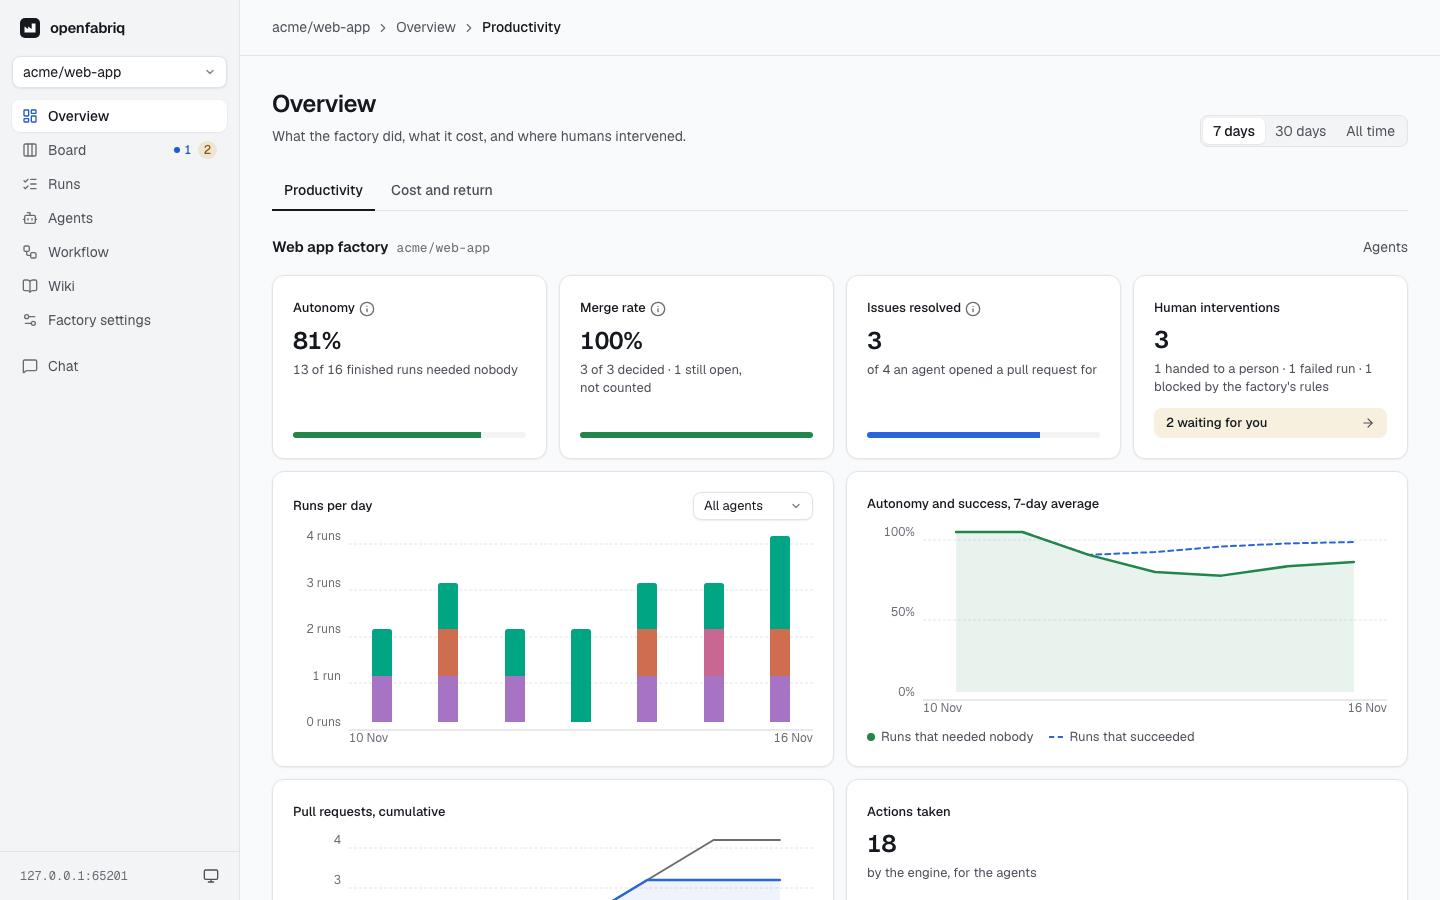 openfabriq
acme/web-app
Overview
Board
1
2
Runs
Agents
Workflow
Wiki
Factory settings
Chat
127.0.0.1:65201
acme/web-app > Overview > Productivity
Overview
What the factory did, what it cost, and where humans intervened.
7 days
30 days
All time
Productivity
Cost and return
Web app factory acme/web-app
Agents
Autonomy
81%
13 of 16 finished runs needed nobody
Merge rate
100%
3 of 3 decided · 1 still open,
not counted
Issues resolved
3
of 4 an agent opened a pull request for
Human interventions
3
1 handed to a person · 1 failed run · 1
blocked by the factory's rules
2 waiting for you
Runs per day
All agents
4 runs
3 runs
2 runs
1 run
0 runs
10 Nov
16 Nov
Autonomy and success, 7-day average
100%
50%
0%
10 Nov
16 Nov
Runs that needed nobody
Runs that succeeded
Pull requests, cumulative
4
3
Actions taken
18
by the engine, for the agents